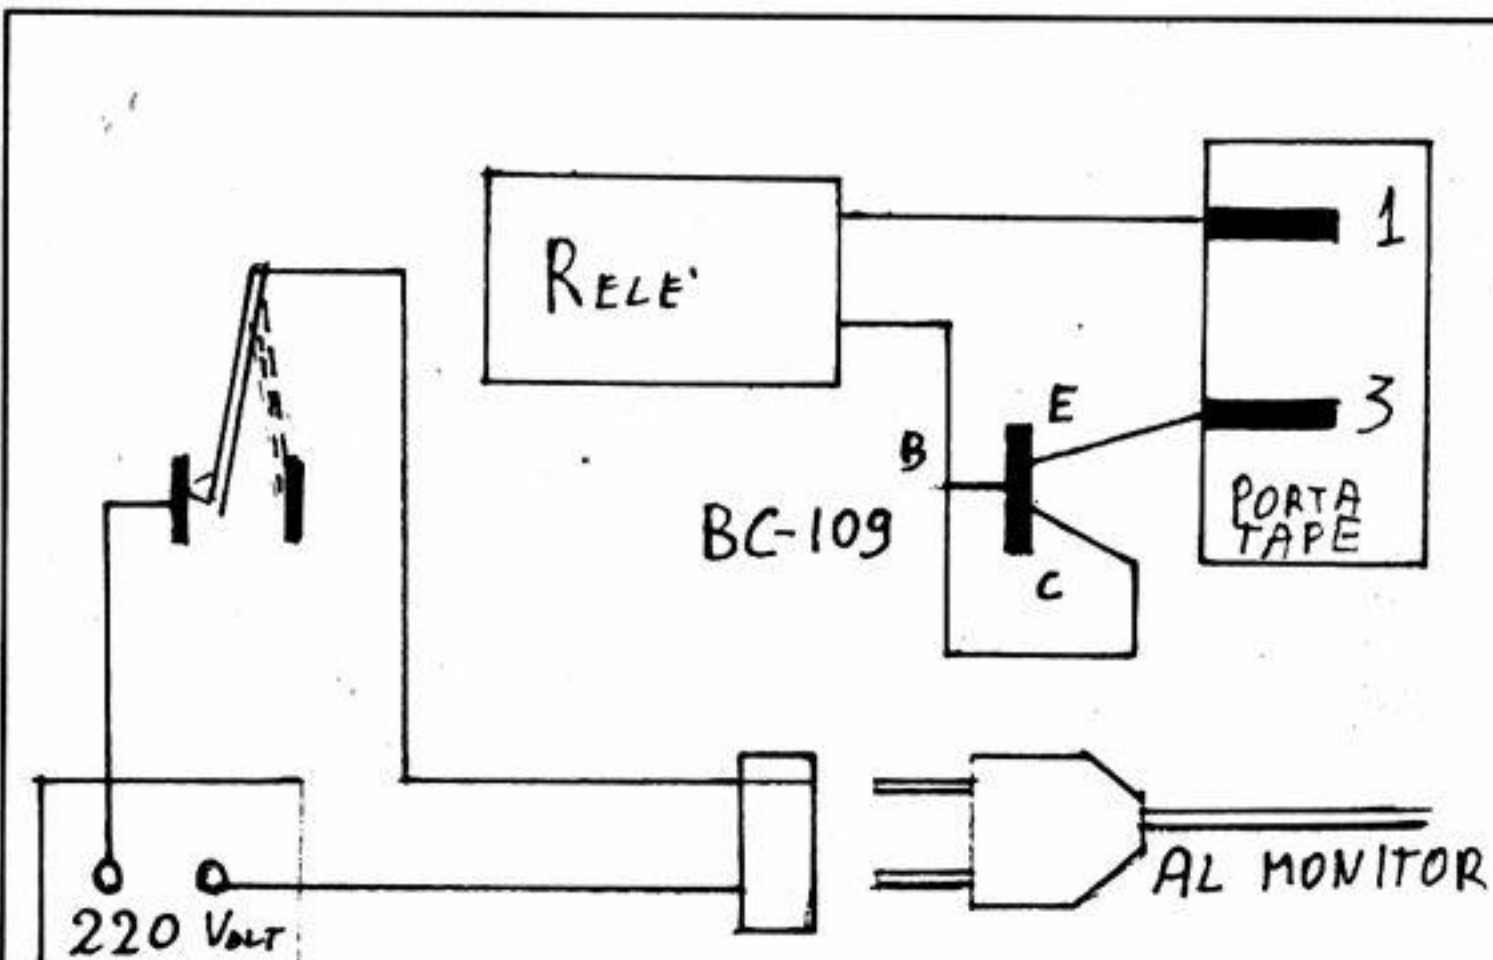 RELE'
1
E
3
B
BC-109
PORTA
TAPE
C
220 VOLT
AL MONITOR